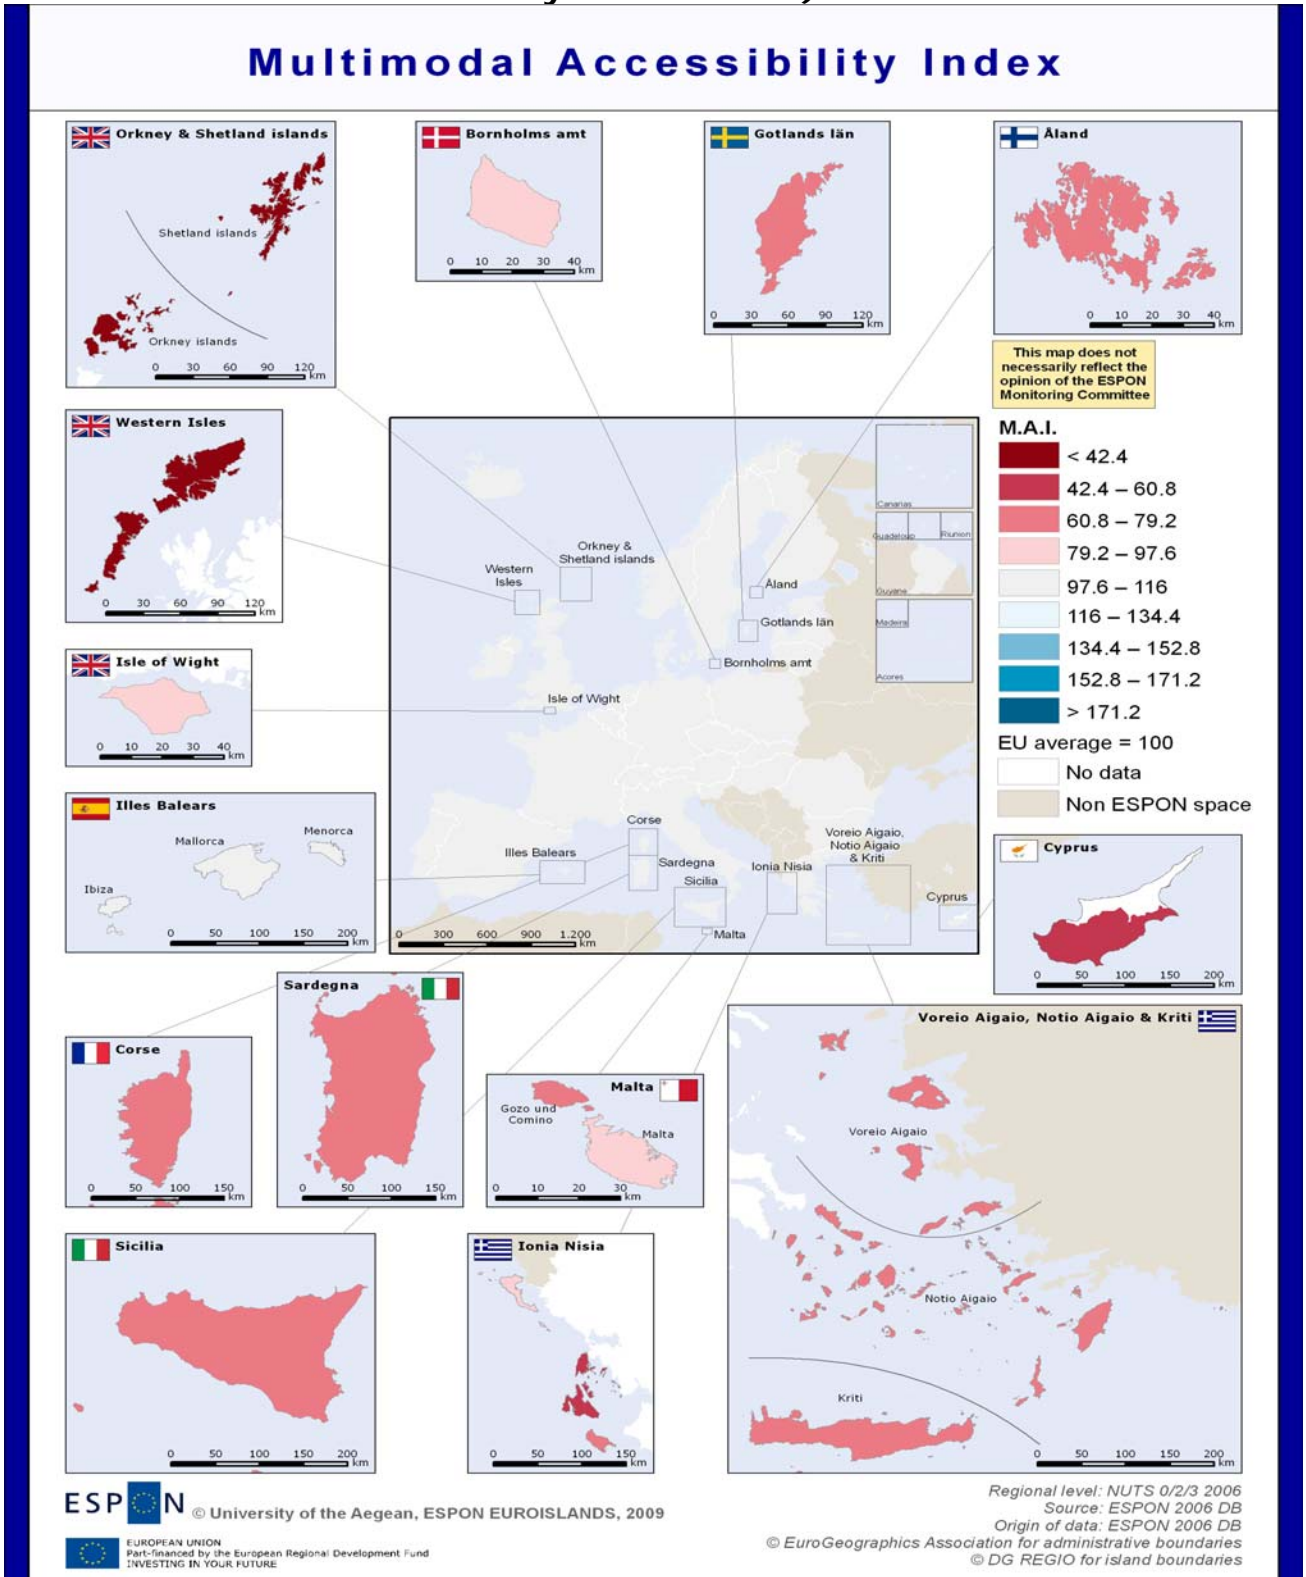 Multimodal Accessibility Index
Orkney & Shetland islands
Shetland islands
Orkney islands
0 30 60 90 120
km
Bornholms amt
0 10 20 30 40
km
Gotlands län
0 30 60 90 120
km
Åland
0 10 20 30 40
km
This map does not
necessarily reflect the
opinion of the ESPON
Monitoring Committee
Western Isles
0 30 60 90 120
km
Isle of Wight
0 10 20 30 40
km
Illes Balears
Mallorca
Menorca
Ibiza
0 50 100 150 200
km
Canarias
Guadeloup
Riunion
Guyane
Madeira
Acores
Orkney &
Shetland islands
Western
Isles
Åland
Gotlands län
Bornholms amt
Isle of Wight
Corse
Illes Balears
Sardegna
Sicilia
Ionia Nisia
Voreio Aigaio,
Notio Aigaio
& Kriti
Cyprus
Malta
0 300 600 900 1.200
km
M.A.I.
< 42.4
42.4 – 60.8
60.8 – 79.2
79.2 – 97.6
97.6 – 116
116 – 134.4
134.4 – 152.8
152.8 – 171.2
> 171.2
EU average = 100
No data
Non ESPON space
Cyprus
0 50 100 150 200
km
Sardegna
0 50 100 150
km
Corse
0 50 100 150
km
Malta
Gozo und
Comino
Malta
0 10 20 30
km
Voreio Aigaio, Notio Aigaio & Kriti
Voreio Aigaio
Notio Aigaio
Kriti
0 50 100 150 200
km
Sicilia
0 50 100 150 200
km
Ionia Nisia
0 50 100 150
km
ESPON
© University of the Aegean, ESPON EUROISLANDS, 2009
EUROPEAN UNION
Part-financed by the European Regional Development Fund
INVESTING IN YOUR FUTURE
Regional level: NUTS 0/2/3 2006
Source: ESPON 2006 DB
Origin of data: ESPON 2006 DB
© EuroGeographics Association for administrative boundaries
© DG REGIO for island boundaries